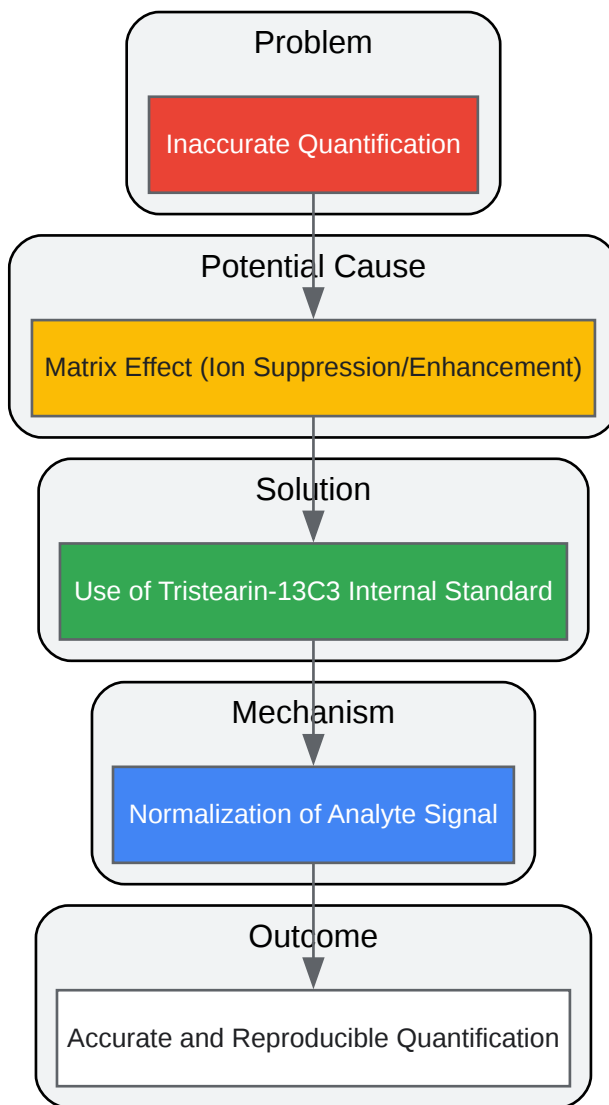 Problem
Inaccurate Quantification
Potential Cause
Matrix Effect (Ion Suppression/Enhancement)
Solution
Use of Tristearin-13C3 Internal Standard
Mechanism
Normalization of Analyte Signal
Outcome
Accurate and Reproducible Quantification